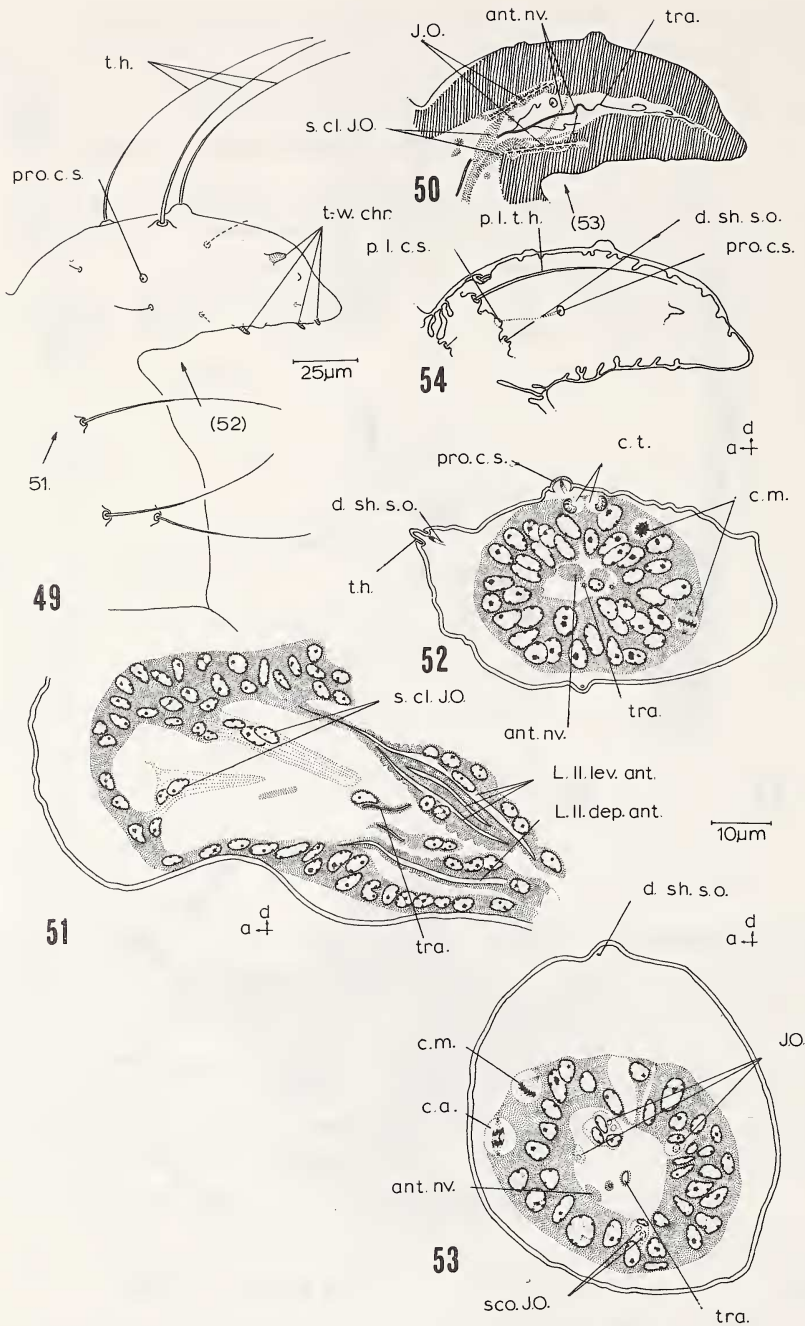 t.h.
pro.c.s.
t.-w. chr.
25µm
51.
(52)
49
ant. nv.
tra.
J.O.
s. cl. J.O.
50
(53)
p. l. t. h.
d. sh. s.o.
p. l. c.s.
pro.c.s.
54
d
a
pro.c.s.
c. t.
c.m.
d. sh. s.o.
t.h.
52
ant. nv.
tra.
s. cl. J.O.
L. II. lev. ant.
L. II. dep. ant.
10µm
d
a
51
tra.
d. sh. s.o.
d
a
J.O.
c.m.
c.a.
ant. nv.
53
sco. J.O.
tra.